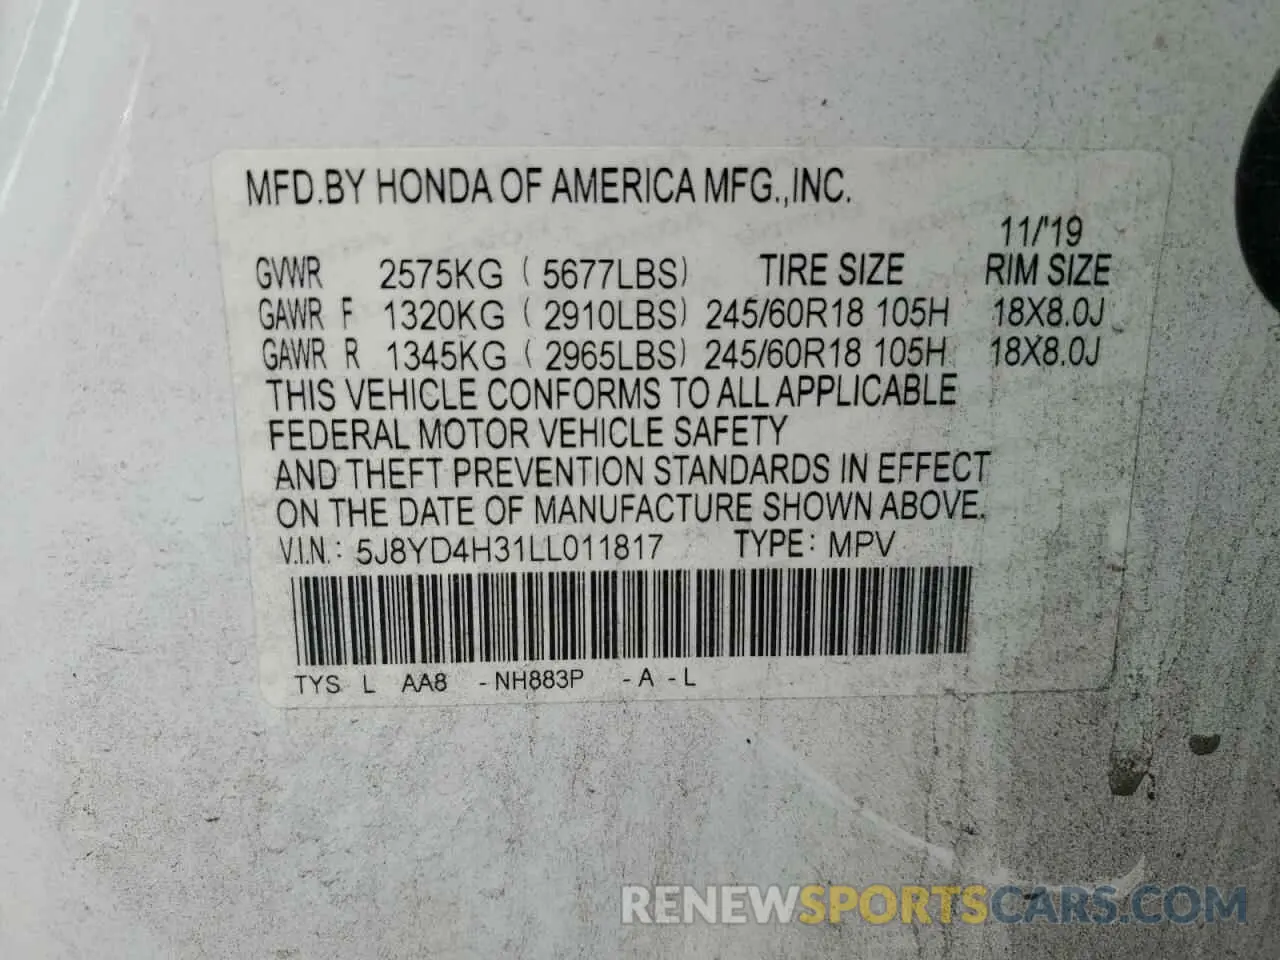 MFD.BY HONDA OF AMERICA MFG.,INC.
11/'19
GVWR 2575KG ( 5677LBS) TIRE SIZE RIM SIZE
GAWR F 1320KG ( 2910LBS) 245/60R18 105H 18X8.0J
GAWR R 1345KG ( 2965LBS) 245/60R18 105H 18X8.0J
THIS VEHICLE CONFORMS TO ALL APPLICABLE
FEDERAL MOTOR VEHICLE SAFETY
AND THEFT PREVENTION STANDARDS IN EFFECT
ON THE DATE OF MANUFACTURE SHOWN ABOVE.
V.I.N.: 5J8YD4H31LL011817 TYPE: MPV
TYS L AA8 -NH883P -A -L
RENEWSPORTSCARS.COM